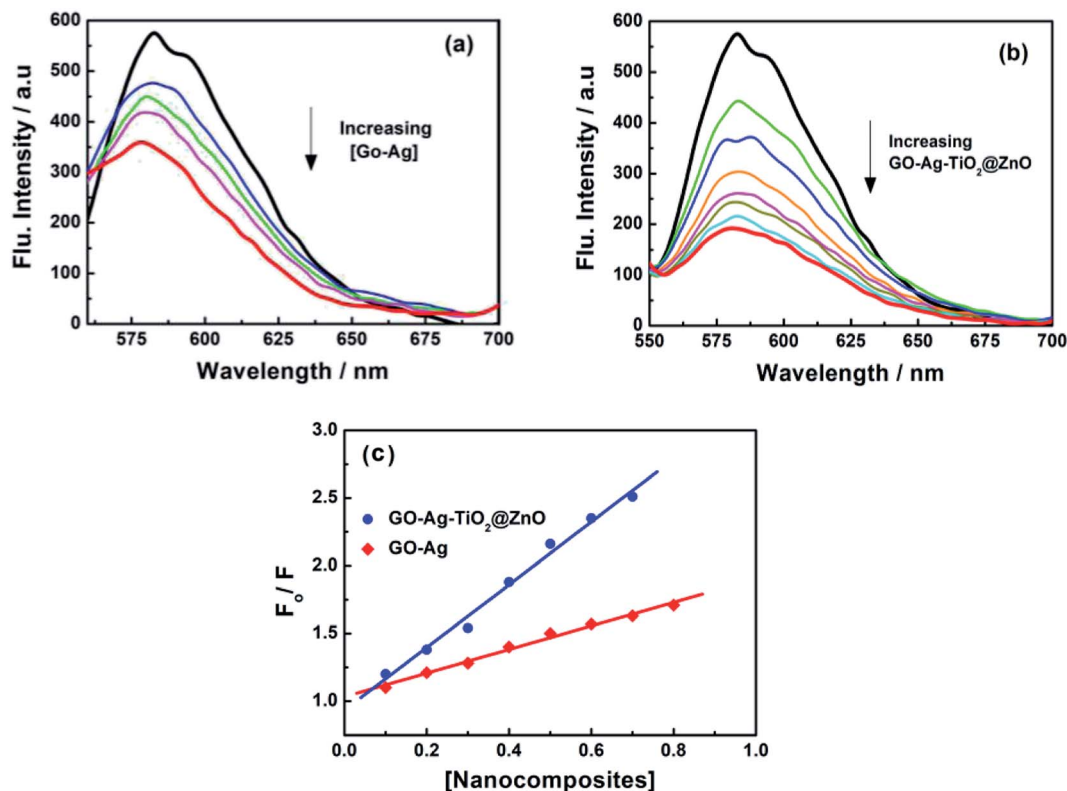 600
500
400
300
200
100
0
Flu. Intensity / a.u
(a)
Increasing
[Go-Ag]
575 600 625 650 675 700
Wavelength / nm
600
500
400
300
200
100
0
Flu. Intensity / a.u
(b)
Increasing
GO-Ag-TiO₂@ZnO
550 575 600 625 650 675 700
Wavelength / nm
3.0
2.5
2.0
1.5
1.0
Fₒ/ F
(c)
GO-Ag-TiO₂@ZnO
GO-Ag
0.0 0.2 0.4 0.6 0.8 1.0
[Nanocomposites]